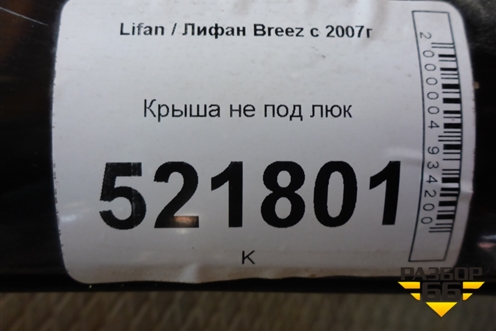 Lifan / Лифан Breez с 2007г
Крыша не под люк
521801
К
2000004934200
РАЗБОР
66